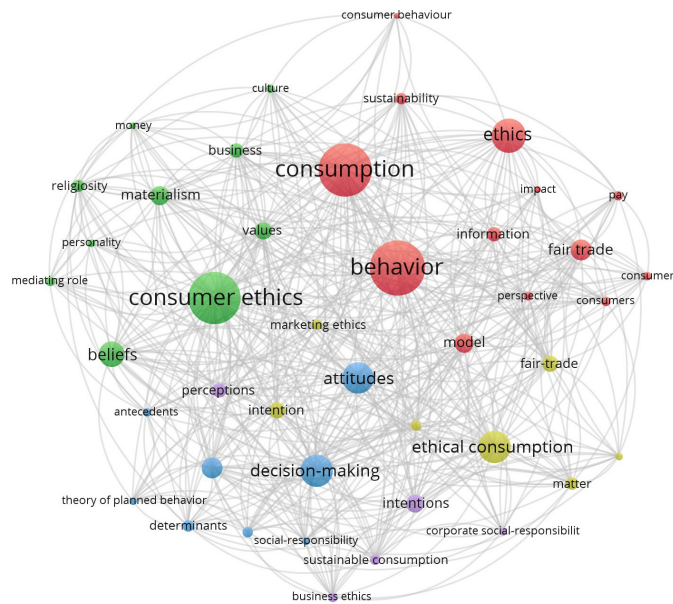 consumer behaviour
culture
sustainability
money
business
ethics
consumption
religiosity
materialism
impact
pay
values
information
personality
fair trade
behavior
mediating role
consumer
consumer ethics
perspective
consumers
marketing ethics
model
beliefs
fair-trade
attitudes
perceptions
antecedents
intention
ethical consumption
decision-making
matter
theory of planned behavior
intentions
determinants
corporate social-responsibilit
social-responsibility
sustainable consumption
business ethics